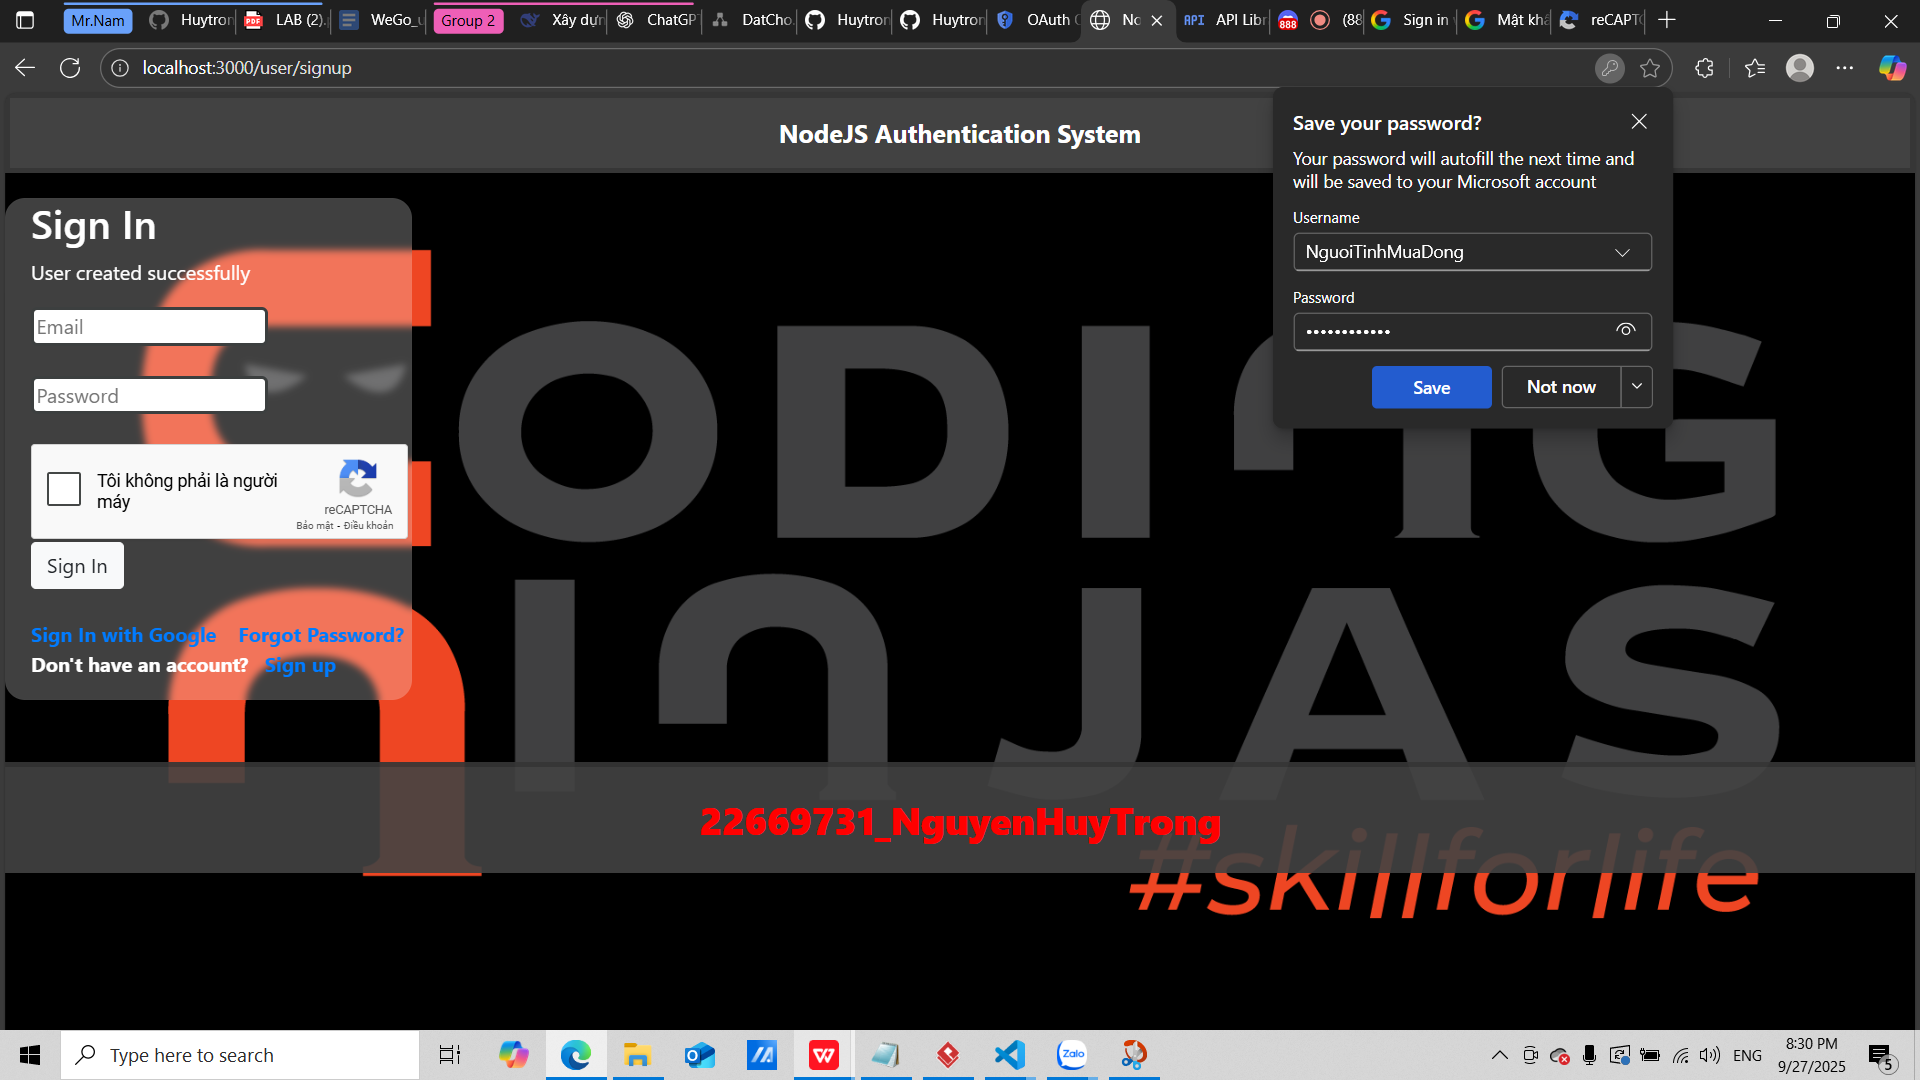 Mr.Nam
Huytron
LAB (2).
WeGo_u
Group 2
Xây dựn
ChatGP
DatCho.
Huytron
Huytron
OAuth C
No
API Libr
(88
Sign in
Mật khẩ
reCAPT
localhost:3000/user/signup
NodeJS Authentication System
Save your password?
Your password will autofill the next time and
will be saved to your Microsoft account
Username
NguoiTinhMuaDong
Password
••••••••••••
Save
Not now
Sign In
User created successfully
Email
Password
Tôi không phải là người
máy
reCAPTCHA
Bảo mật - Điều khoản
Sign In
Sign In with Google Forgot Password?
Don't have an account? Sign up
CODING
NINJAS
#skillforlife
22669731_NguyenHuyTrong
Type here to search
Zalo
ENG
8:30 PM
9/27/2025
5